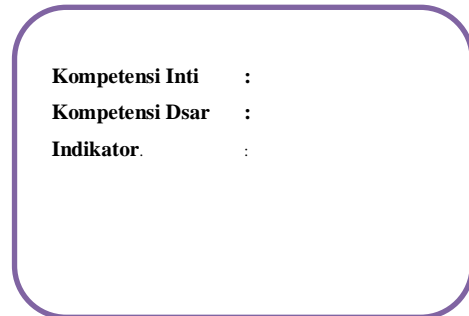 Kompetensi Inti :
Kompetensi Dsar :
Indikator. :